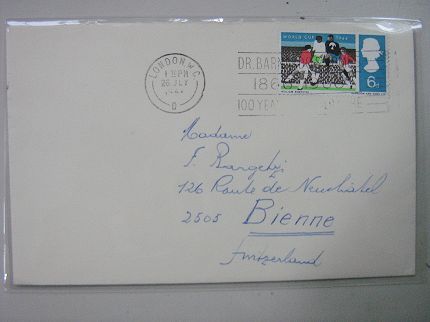 WORLD CUP 1966
6d
LONDON. W.C.
1 30 PM
26 JLY
DR. BAR
186
100 YEA
Madame
F.
126 Route de Neuchâtel
2505 Bienne
Switzerland